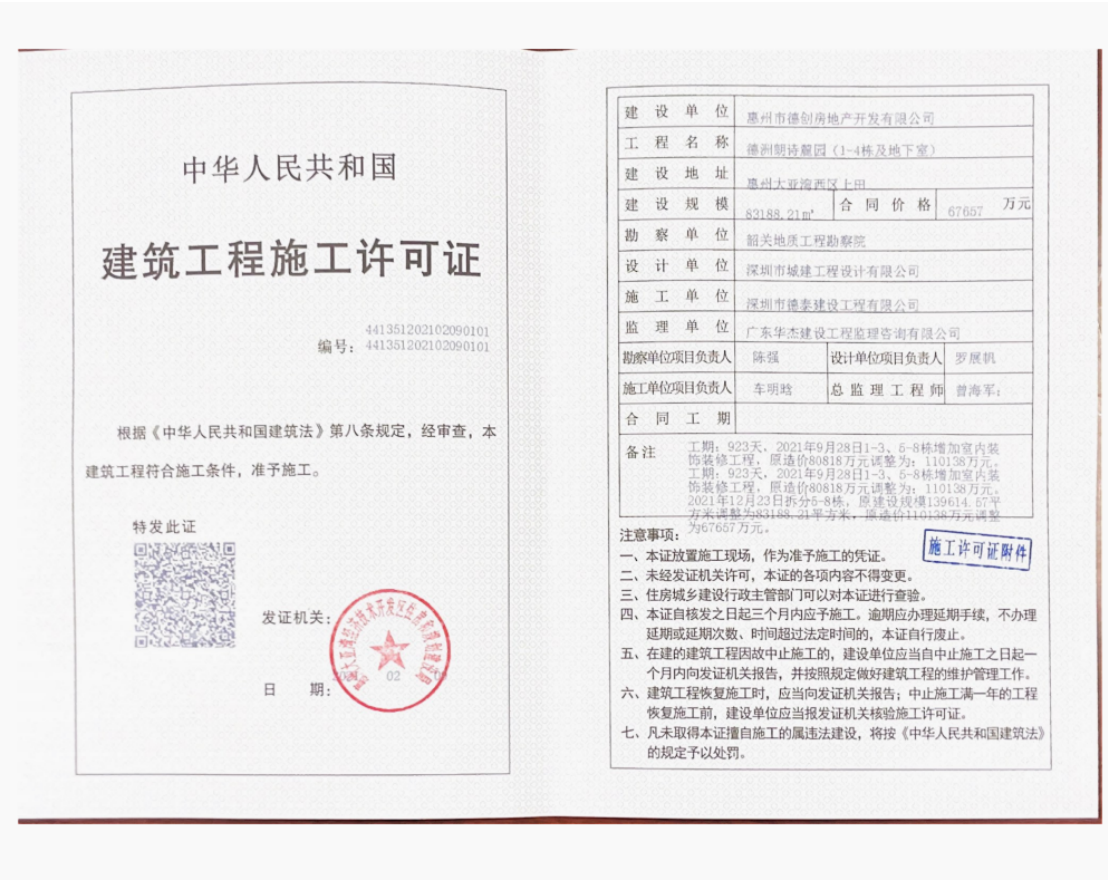 中华人民共和国
建筑工程施工许可证
441351202102090101
编号：441351202102090101
根据《中华人民共和国建筑法》第八条规定，经审查，本
建筑工程符合施工条件，准予施工。
特发此证
发证机关：
日 期： 02
建设单位 惠州市德创房地产开发有限公司
工程名称 德洲朗诗麓园（1-4栋及地下室）
建设地址 惠州大亚湾西区上田
建设规模 83188.21㎡ 合同价格 67657 万元
勘察单位 韶关地质工程勘察院
设计单位 深圳市城建工程设计有限公司
施工单位 深圳市德泰建设工程有限公司
监理单位 广东华杰建设工程监理咨询有限公司
勘察单位项目负责人 陈强 设计单位项目负责人 罗展帆
施工单位项目负责人 车明晗 总监理工程师 曾海军;
合同工期
备注 工期：923天，2021年9月28日1-3、5-8栋增加室内装
饰装修工程，原造价80818万元调整为：110138万元。
工期：923天，2021年9月28日1-3、5-8栋增加室内装
饰装修工程，原造价80818万元调整为：110138万元。
2021年12月23日拆分5-8栋，原建设规模139614.57平
方米调整为83188.21平方米，原造价110138万元调整
为67657万元。
注意事项：
施工许可证附件
一、本证放置施工现场，作为准予施工的凭证。
二、未经发证机关许可，本证的各项内容不得变更。
三、住房城乡建设行政主管部门可以对本证进行查验。
四、本证自核发之日起三个月内应予施工。逾期应办理延期手续，不办理
延期或延期次数、时间超过法定时间的，本证自行废止。
五、在建的建筑工程因故中止施工的，建设单位应当自中止施工之日起一
个月内向发证机关报告，并按照规定做好建筑工程的维护管理工作。
六、建筑工程恢复施工时，应当向发证机关报告；中止施工满一年的工程
恢复施工前，建设单位应当报发证机关核验施工许可证。
七、凡未取得本证擅自施工的属违法建设，将按《中华人民共和国建筑法》
的规定予以处罚。